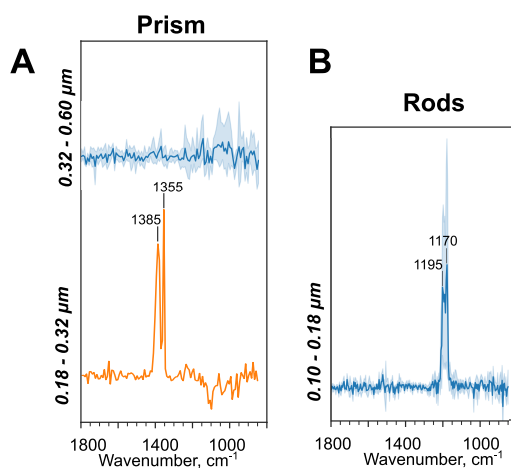 Prism
A
0.32 - 0.60 µm
1355
1385
0.18 - 0.32 µm
1800
1400
1000
Wavenumber, cm-1
B
Rods
1170
1195
0.10 - 0.18 µm
1800
1400
1000
Wavenumber, cm-1